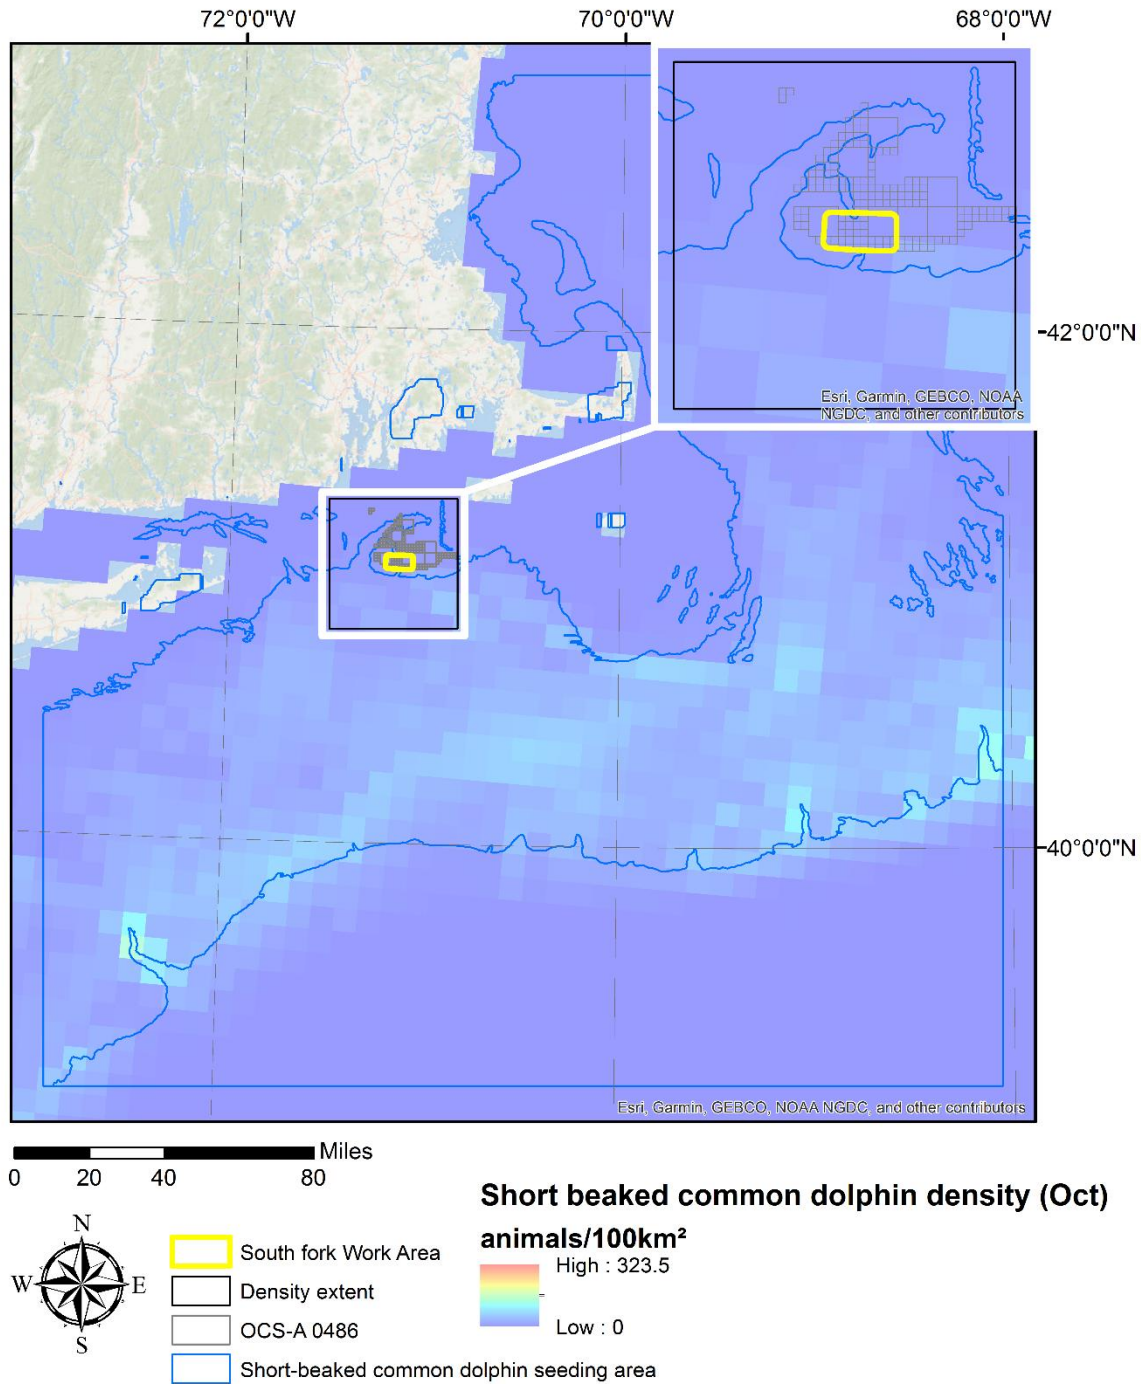 72°0'0"W
70°0'0"W
68°0'0"W
42°0'0"N
Esri, Garmin, GEBCO, NOAA
NGDC, and other contributors
40°0'0"N
Esri, Garmin, GEBCO, NOAA NGDC, and other contributors
Miles
0 20 40 80
Short beaked common dolphin density (Oct)
animals/100km²
High : 323.5
Low : 0
N
W E
S
South fork Work Area
Density extent
OCS-A 0486
Short-beaked common dolphin seeding area